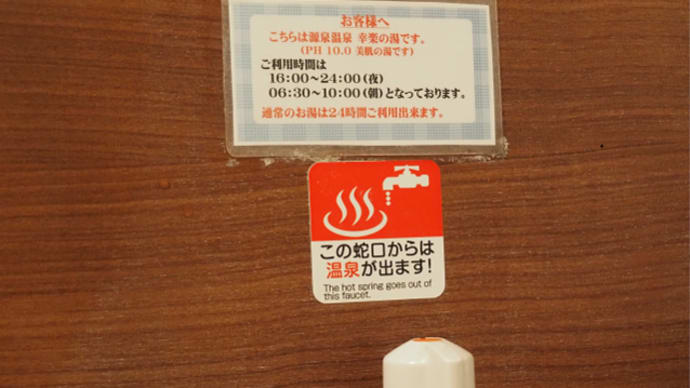 お客様へ
こちらは源泉温泉 幸楽の湯です。
(PH 10.0 美肌の湯です)
ご利用時間は
16:00～24:00(夜)
06:30～10:00(朝)となっております。
通常のお湯は24時間ご利用出来ます。
この蛇口からは
温泉が出ます!
The hot spring goes out of
this faucet.